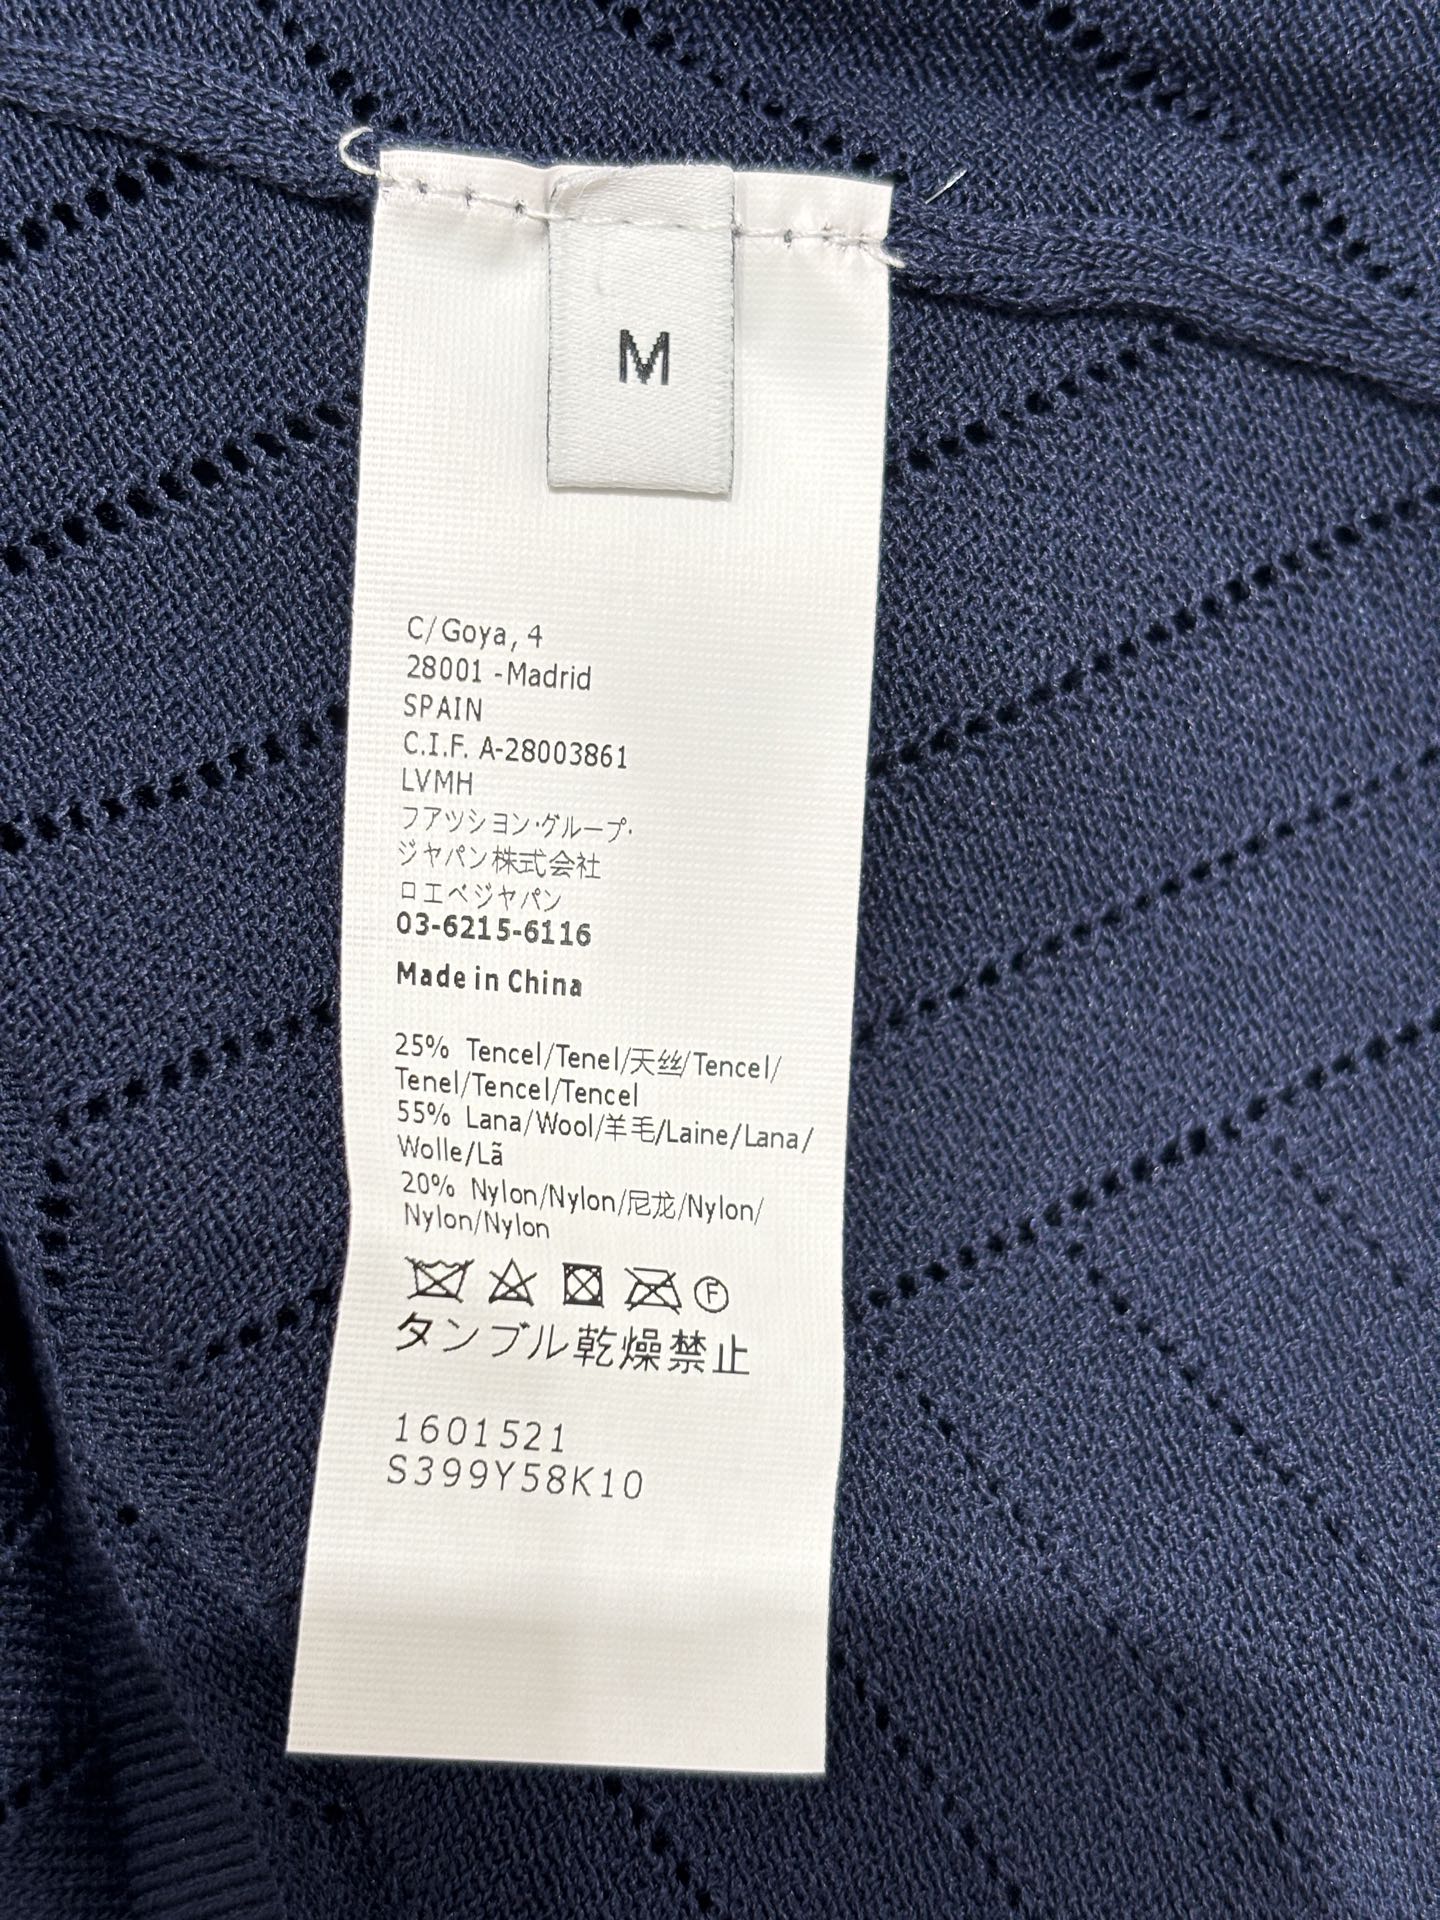 M
C/Goya, 4
28001 -Madrid
SPAIN
C.I.F. A-28003861
LVMH
フアツシヨン·グループ·
ジヤパン株式会社
ロエベジヤパン
03-6215-6116
Made in China
25% Tencel/Tenel/天丝/Tencel/
Tenel/Tencel/Tencel
55% Lana/Wool/羊毛/Laine/Lana/
Wolle/Lã
20% Nylon/Nylon/尼龙/Nylon/
Nylon/Nylon
F
タンブル乾燥禁止
1601521
S399Y58K10